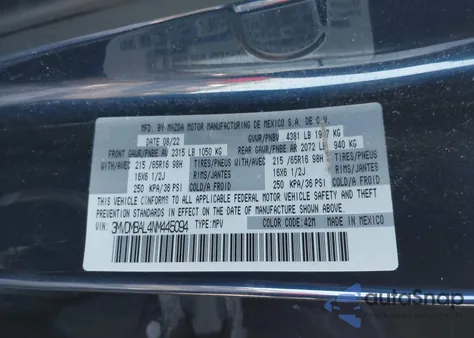 MFD. BY MAZDA MOTOR MANUFACTURING DE MEXICO S.A. DE C.V.
DATE: 08/22 GVWR/PNBV 4381 LB KG
FRONT GAWR/PNBE AV 2315 LB 1050 KG REAR GAWR/PNBE AR 2072 LB 940 KG
WITH/AVEC 215 /65R16 98H TIRES/PNEUS WITH/AVEC 215 /65R16 98H TIRES/PNEUS
16X6 1/2J RIMS/JANTES 16X6 1/2J
250 KPA/36 PSI COLD/A FROID 250 KPA/36 PSI COLD/A FROID
THIS VEHICLE CONFORMS TO ALL APPLICABLE FEDERAL MOTOR VEHICLE SAFETY, BUMPER, AND THEFT
PREVENTION STANDARDS IN EFFECT ON THE DATE OF MANUFACTURE SHOWN ABOVE.
VIN: 3MVDMBAL4NM445094 TYPE: MPV COLOR CODE: 42M MADE IN MEXICO
autosnap